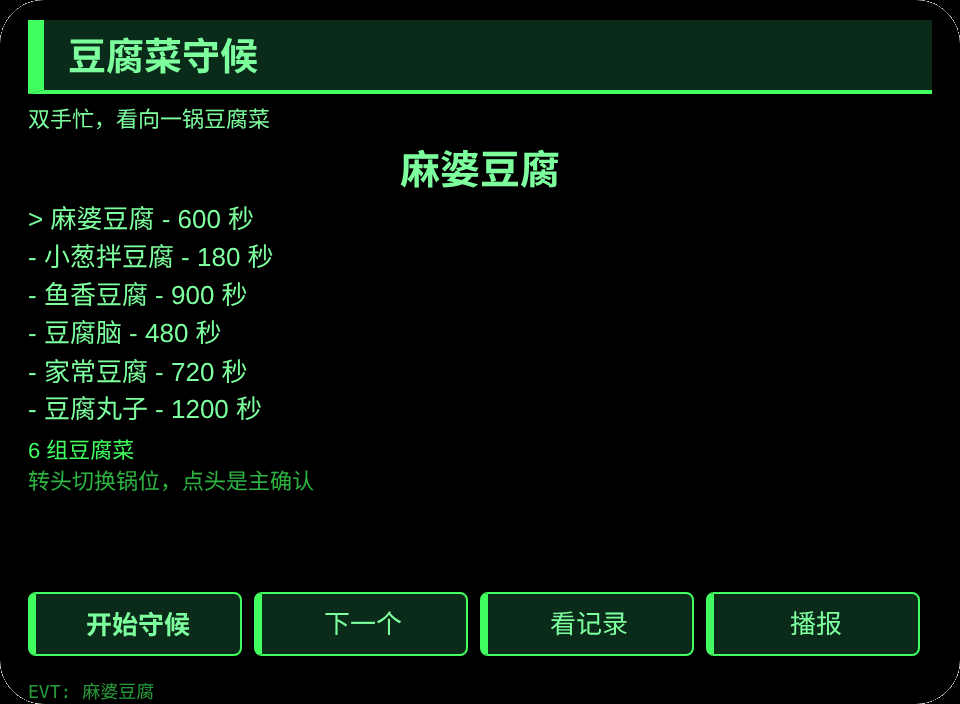 豆腐菜守候
双手忙，看向一锅豆腐菜
麻婆豆腐
> 麻婆豆腐 - 600 秒
- 小葱拌豆腐 - 180 秒
- 鱼香豆腐 - 900 秒
- 豆腐脑 - 480 秒
- 家常豆腐 - 720 秒
- 豆腐丸子 - 1200 秒
6 组豆腐菜
转头切换锅位，点头是主确认
开始守候
下一个
看记录
播报
EVT: 麻婆豆腐